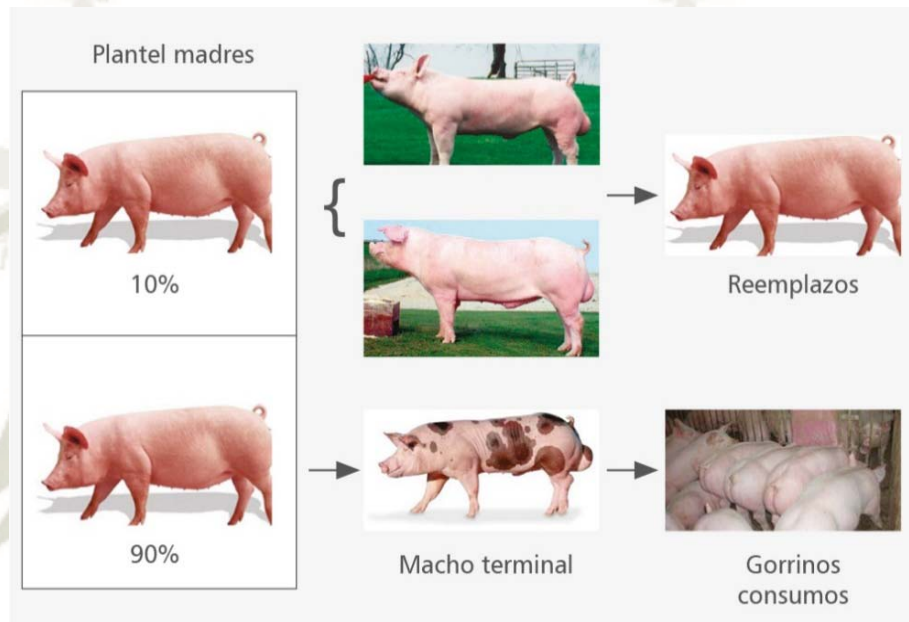 Plantel madres
10%
Reemplazos
90%
Macho terminal
Gorrinos
consumos